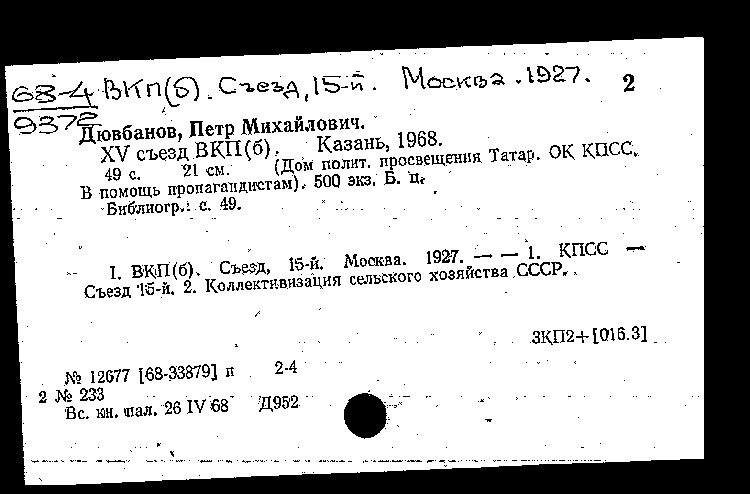 68-4 ВКП(б). Съезд, 15-й. Москва. 1927. 2
9378
Дювбанов, Петр Михайлович.
XV съезд ВКП(б). Казань, 1968.
49 с. 21 см. (Дом полит. просвещения Татар. ОК КПСС.
В помощь пропагандистам). 500 экз. Б. ц.
Библиогр.: с. 49.
I. ВКП(б). Съезд, 15-й. Москва. 1927. — — 1. КПСС —
Съезд 15-й. 2. Коллективизация сельского хозяйства СССР.
ЗКП2+[016.3]
№ 12677 [68-33879] п 2-4
2 № 233
Вс. кн. пал. 26 IV 68 Д952